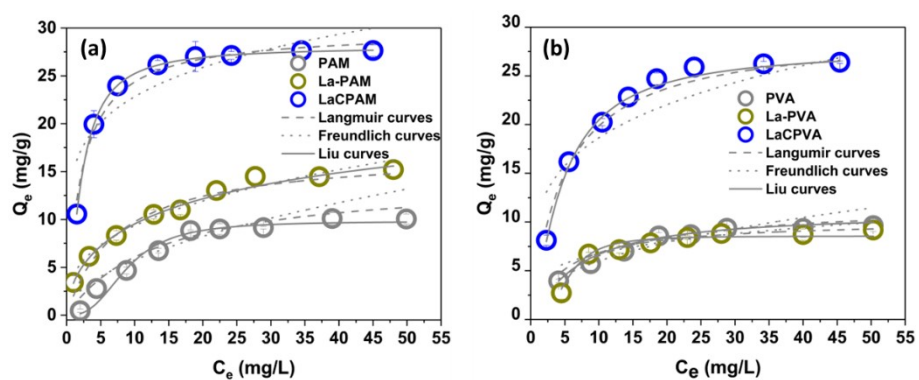 (a)
PAM
La-PAM
LaCPAM
Langmuir curves
Freundlich curves
Liu curves
30
25
20
15
10
5
0
Qe (mg/g)
0 5 10 15 20 25 30 35 40 45 50
Ce (mg/L)
(b)
PVA
La-PVA
LaCPVA
Langumir curves
Freundlich curves
Liu curves
30
25
20
15
10
5
0
Qe (mg/g)
0 5 10 15 20 25 30 35 40 45 50
Ce (mg/L)